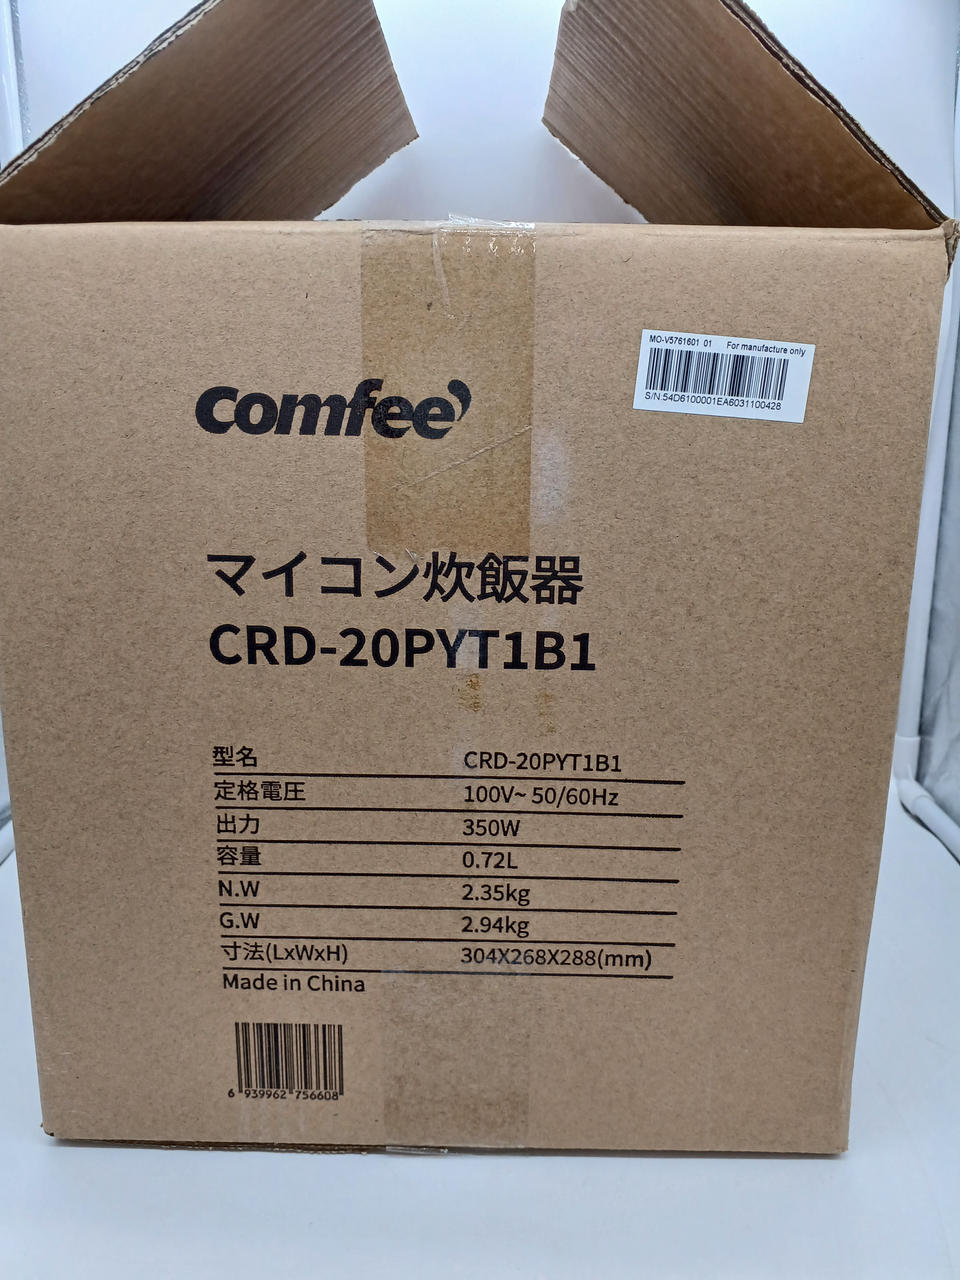 MO-V5761601 01 For manufacture only
S/N:54D6100001EA6031100428
comfee'
マイコン炊飯器
CRD-20PYT1B1
型名 CRD-20PYT1B1
定格電圧 100V~ 50/60Hz
出力 350W
容量 0.72L
N.W 2.35kg
G.W 2.94kg
寸法(LxWxH) 304X268X288(mm)
Made in China
6 939962 756608